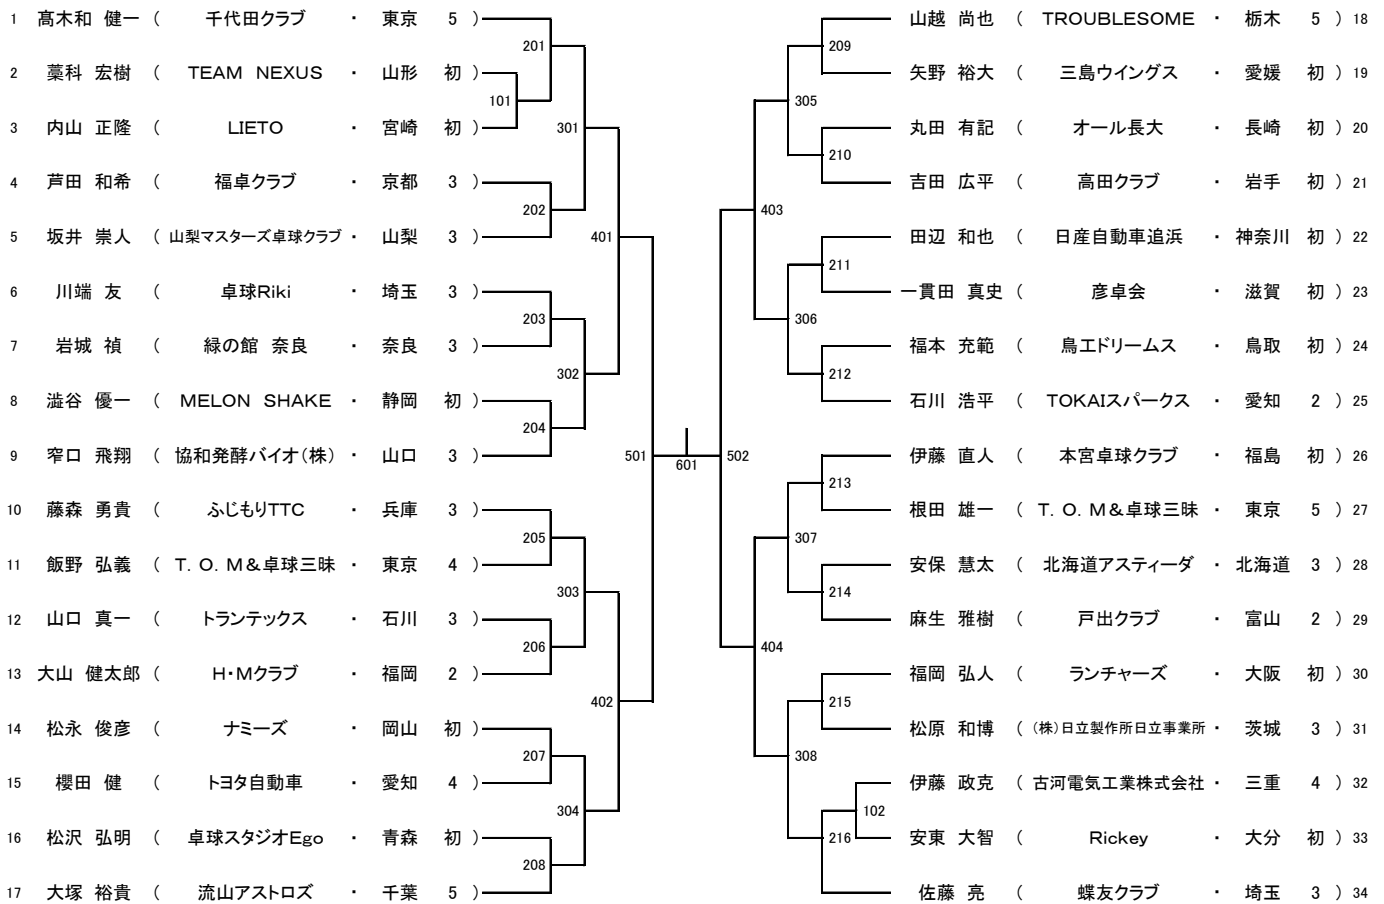 1 髙木和 健一 ( 千代田クラブ ・ 東京 5 )
2 藁科 宏樹 ( TEAM NEXUS ・ 山形 初 )
3 内山 正隆 ( LIETO ・ 宮崎 初 )
4 芦田 和希 ( 福卓クラブ ・ 京都 3 )
5 坂井 崇人 ( 山梨マスターズ卓球クラブ ・ 山梨 3 )
6 川端 友 ( 卓球Riki ・ 埼玉 3 )
7 岩城 禎 ( 緑の館 奈良 ・ 奈良 3 )
8 澁谷 優一 ( MELON SHAKE ・ 静岡 初 )
9 窄口 飛翔 ( 協和発酵バイオ(株) ・ 山口 3 )
10 藤森 勇貴 ( ふじもりTTC ・ 兵庫 3 )
11 飯野 弘義 ( T. O. M&卓球三昧 ・ 東京 4 )
12 山口 真一 ( トランテックス ・ 石川 3 )
13 大山 健太郎 ( H・Mクラブ ・ 福岡 2 )
14 松永 俊彦 ( ナミーズ ・ 岡山 初 )
15 櫻田 健 ( トヨタ自動車 ・ 愛知 4 )
16 松沢 弘明 ( 卓球スタジオEgo ・ 青森 初 )
17 大塚 裕貴 ( 流山アストロズ ・ 千葉 5 )
101
201
202
203
204
205
206
207
208
301
302
303
304
401
402
501
601
502
403
404
305
306
307
308
209
210
211
212
213
214
215
216
102
山越 尚也 ( TROUBLESOME ・ 栃木 5 ) 18
矢野 裕大 ( 三島ウイングス ・ 愛媛 初 ) 19
丸田 有記 ( オール長大 ・ 長崎 初 ) 20
吉田 広平 ( 高田クラブ ・ 岩手 初 ) 21
田辺 和也 ( 日産自動車追浜 ・ 神奈川 初 ) 22
一貫田 真史 ( 彦卓会 ・ 滋賀 初 ) 23
福本 充範 ( 鳥エドリームス ・ 鳥取 初 ) 24
石川 浩平 ( TOKAIスパークス ・ 愛知 2 ) 25
伊藤 直人 ( 本宮卓球クラブ ・ 福島 初 ) 26
根田 雄一 ( T. O. M&卓球三昧 ・ 東京 5 ) 27
安保 慧太 ( 北海道アスティーダ ・ 北海道 3 ) 28
麻生 雅樹 ( 戸出クラブ ・ 富山 2 ) 29
福岡 弘人 ( ランチャーズ ・ 大阪 初 ) 30
松原 和博 ( (株)日立製作所日立事業所 ・ 茨城 3 ) 31
伊藤 政克 ( 古河電気工業株式会社 ・ 三重 4 ) 32
安東 大智 ( Rickey ・ 大分 初 ) 33
佐藤 亮 ( 蝶友クラブ ・ 埼玉 3 ) 34